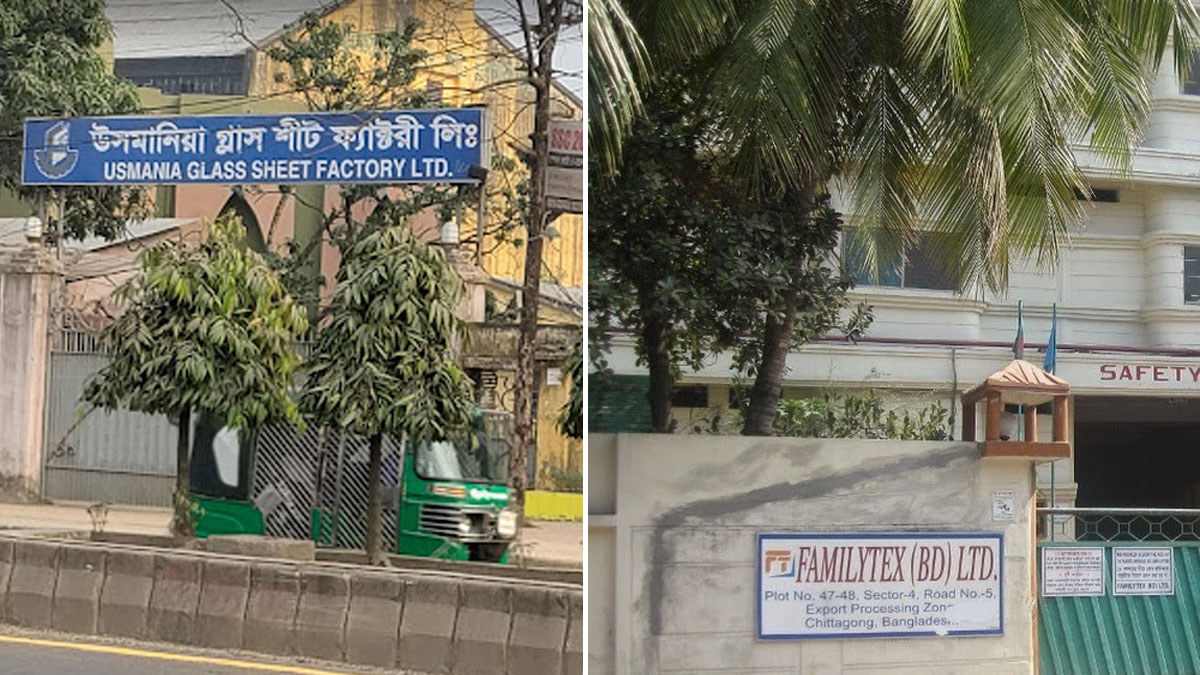 উসমানিয়া গ্লাস শীট ফ্যাক্টরী লিঃ
USMANIA GLASS SHEET FACTORY LTD.
SAFETY
FT FAMILYTEX (BD) LTD.
Plot No. 47-48, Sector-4, Road No.-5,
Export Processing Zone
Chittagong, Banglades
FAMILYTEX (BD) LTD.